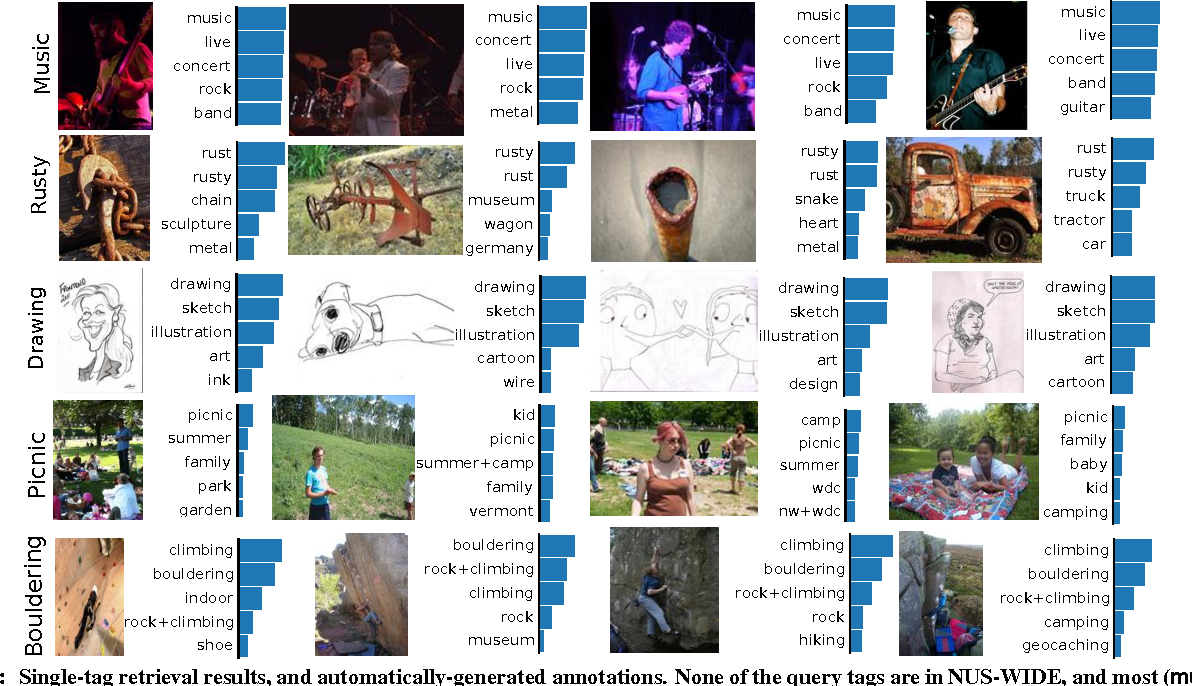 Music
music
live
concert
rock
band
music
concert
live
rock
metal
music
concert
live
rock
band
music
live
concert
band
guitar
Rusty
rust
rusty
chain
sculpture
metal
rusty
rust
museum
wagon
germany
rusty
rust
snake
heart
metal
rust
rusty
truck
tractor
car
Drawing
drawing
sketch
illustration
art
ink
drawing
sketch
illustration
cartoon
wire
drawing
sketch
illustration
art
design
drawing
sketch
illustration
art
cartoon
Picnic
picnic
summer
family
park
garden
kid
picnic
summer+camp
family
vermont
camp
picnic
summer
wdc
nw+wdc
picnic
family
baby
kid
camping
Bouldering
climbing
bouldering
indoor
rock+climbing
shoe
bouldering
rock+climbing
climbing
rock
museum
climbing
bouldering
rock+climbing
rock
hiking
climbing
bouldering
rock+climbing
camping
geocaching
: Single-tag retrieval results, and automatically-generated annotations. None of the query tags are in NUS-WIDE, and most (mu